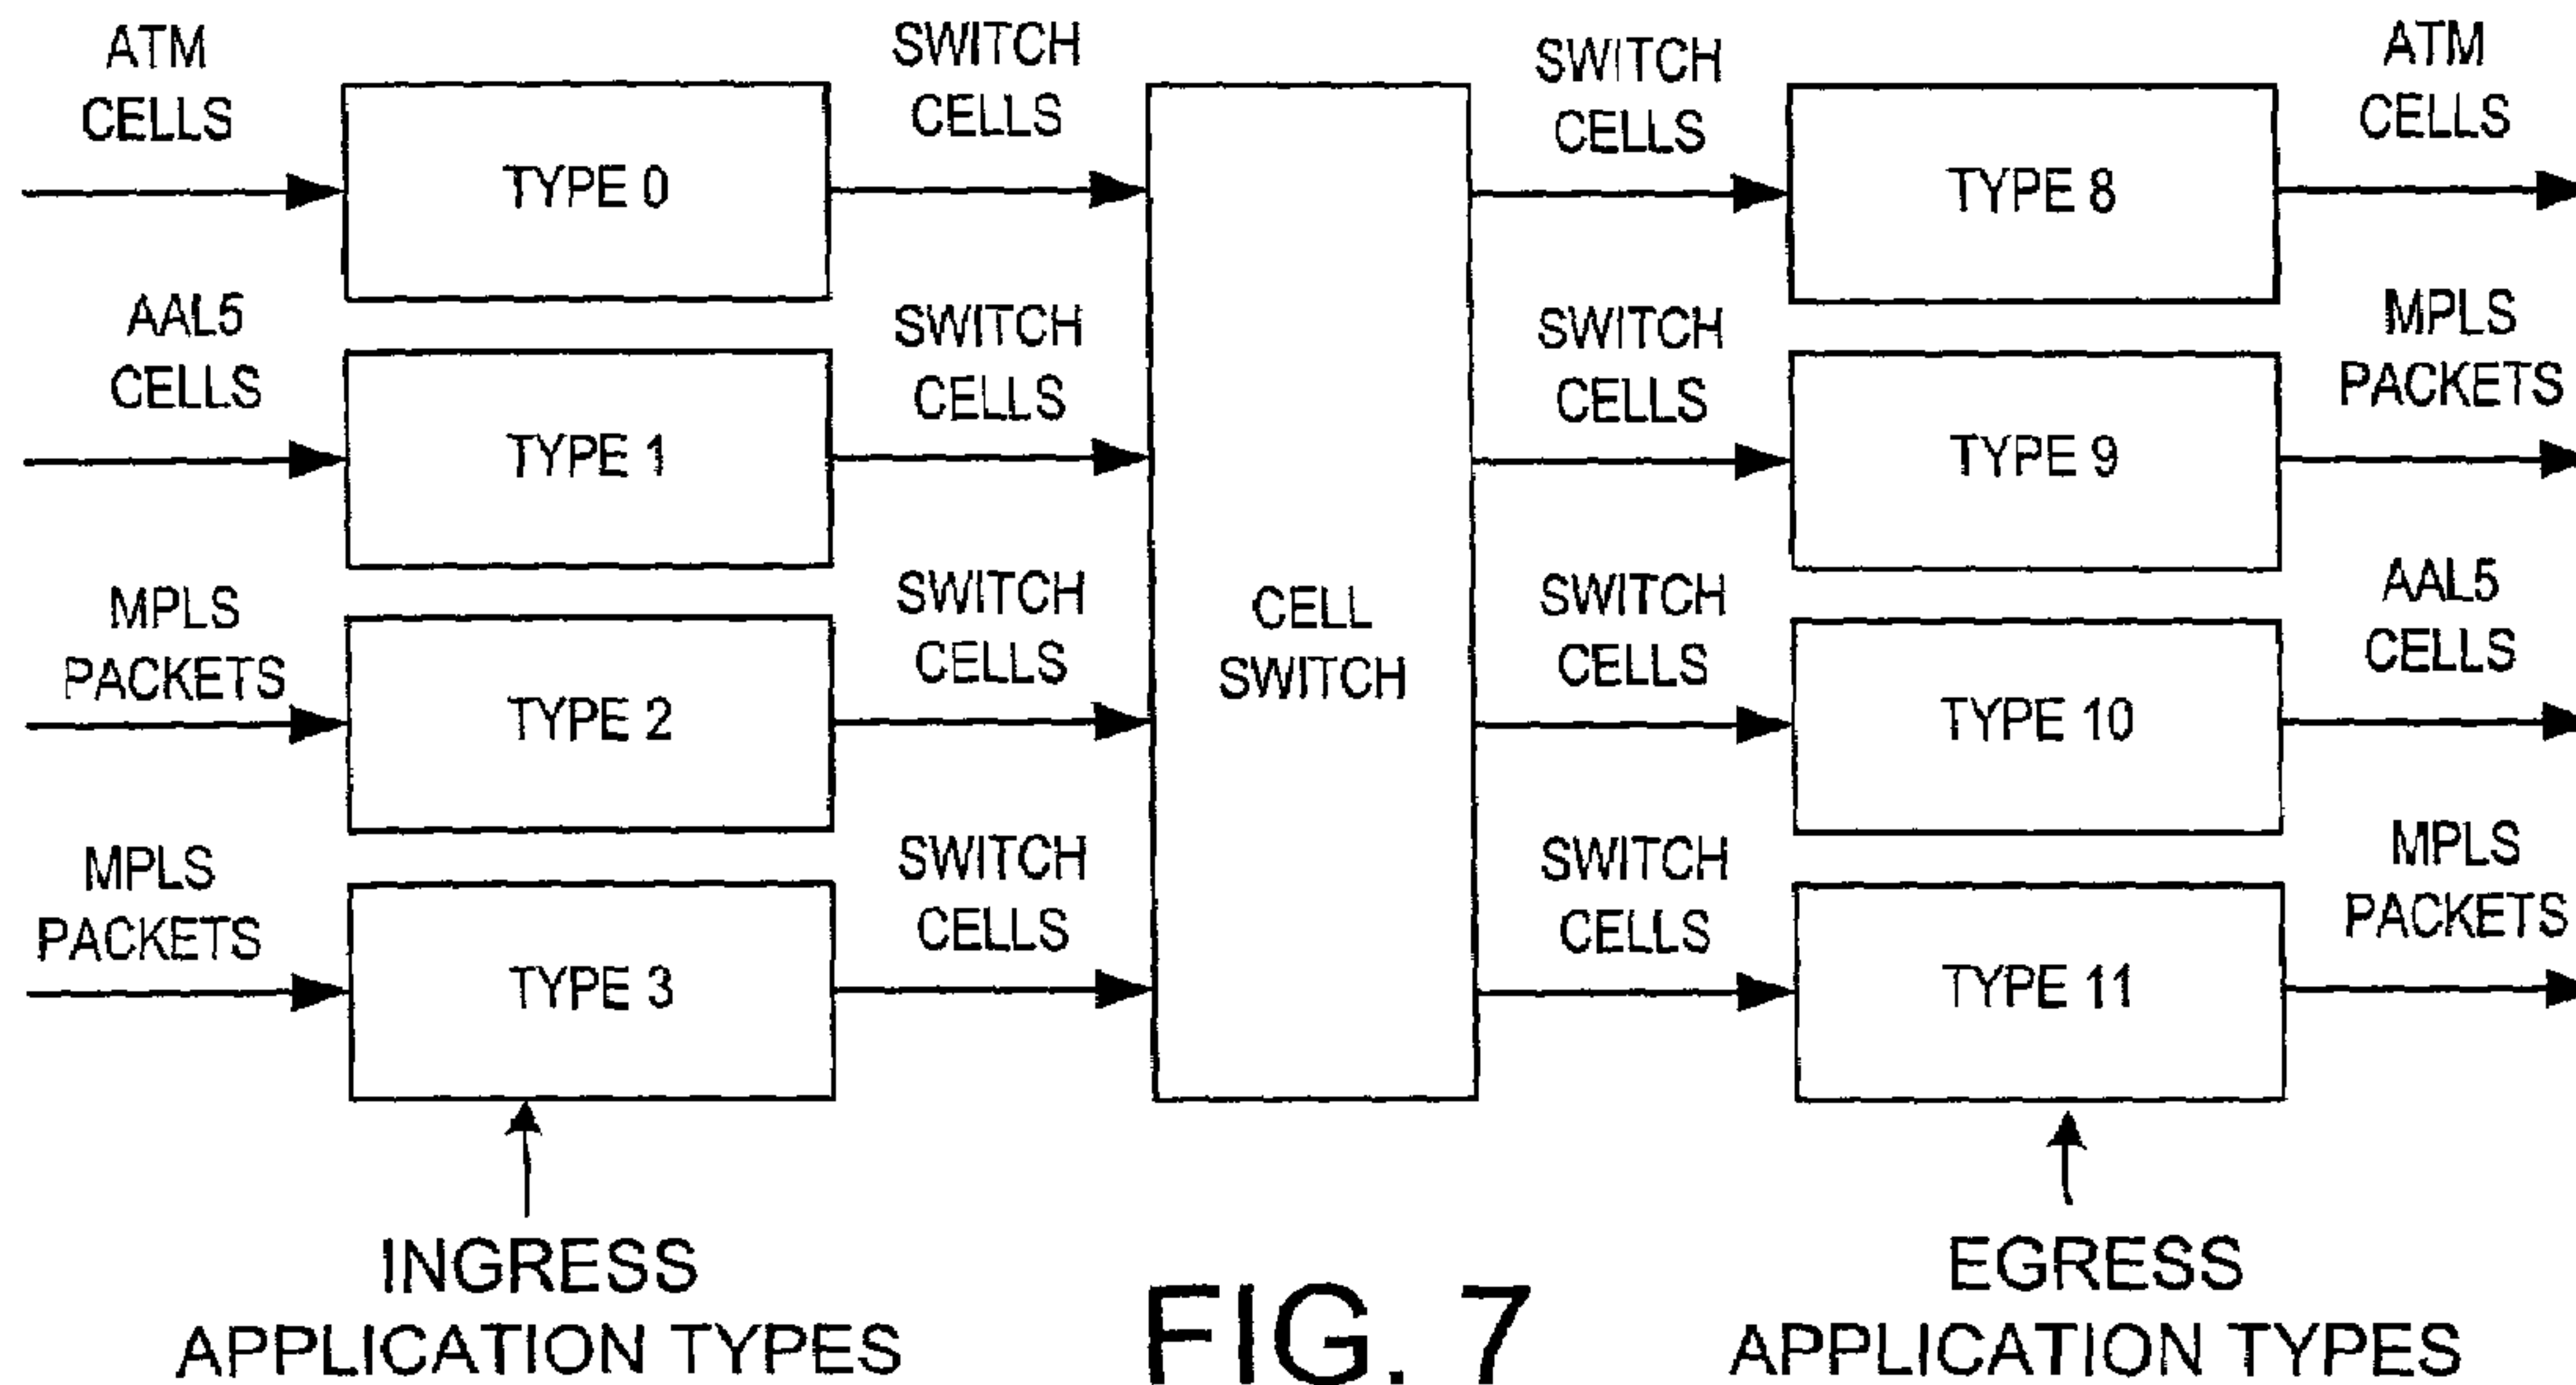 ATM
CELLS
TYPE 0
SWITCH
CELLS
SWITCH
CELLS
TYPE 8
ATM
CELLS
AAL5
CELLS
TYPE 1
SWITCH
CELLS
SWITCH
CELLS
TYPE 9
MPLS
PACKETS
MPLS
PACKETS
TYPE 2
SWITCH
CELLS
CELL
SWITCH
SWITCH
CELLS
TYPE 10
AAL5
CELLS
MPLS
PACKETS
TYPE 3
SWITCH
CELLS
SWITCH
CELLS
TYPE 11
MPLS
PACKETS
INGRESS
APPLICATION TYPES
EGRESS
APPLICATION TYPES
FIG. 7